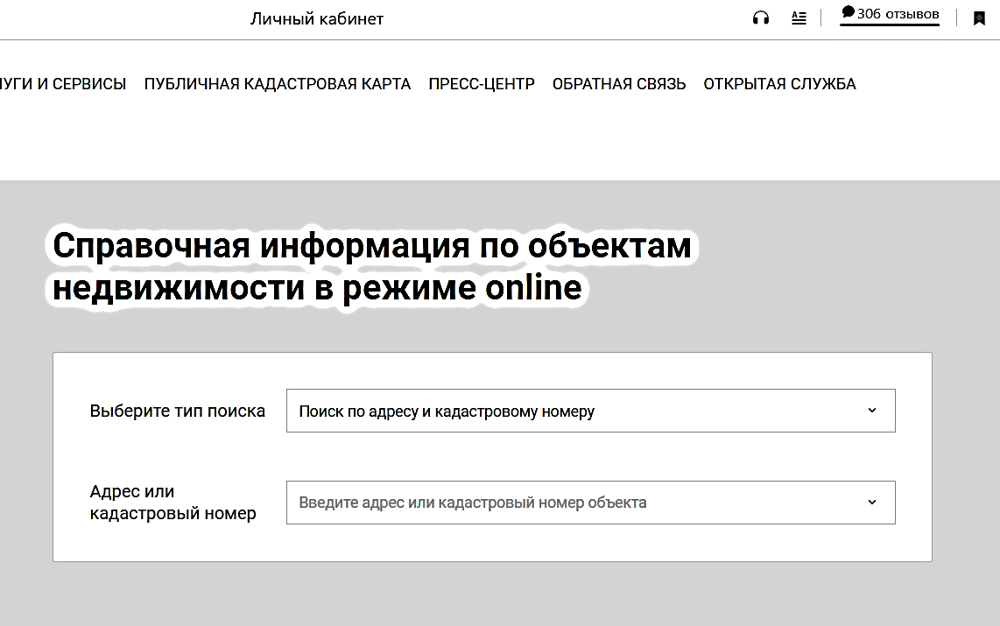 Личный кабинет
306 отзывов
УГИ И СЕРВИСЫ ПУБЛИЧНАЯ КАДАСТРОВАЯ КАРТА ПРЕСС-ЦЕНТР ОБРАТНАЯ СВЯЗЬ ОТКРЫТАЯ СЛУЖБА
Справочная информация по объектам
недвижимости в режиме online
Выберите тип поиска
Поиск по адресу и кадастровому номеру
Адрес или
кадастровый номер
Введите адрес или кадастровый номер объекта